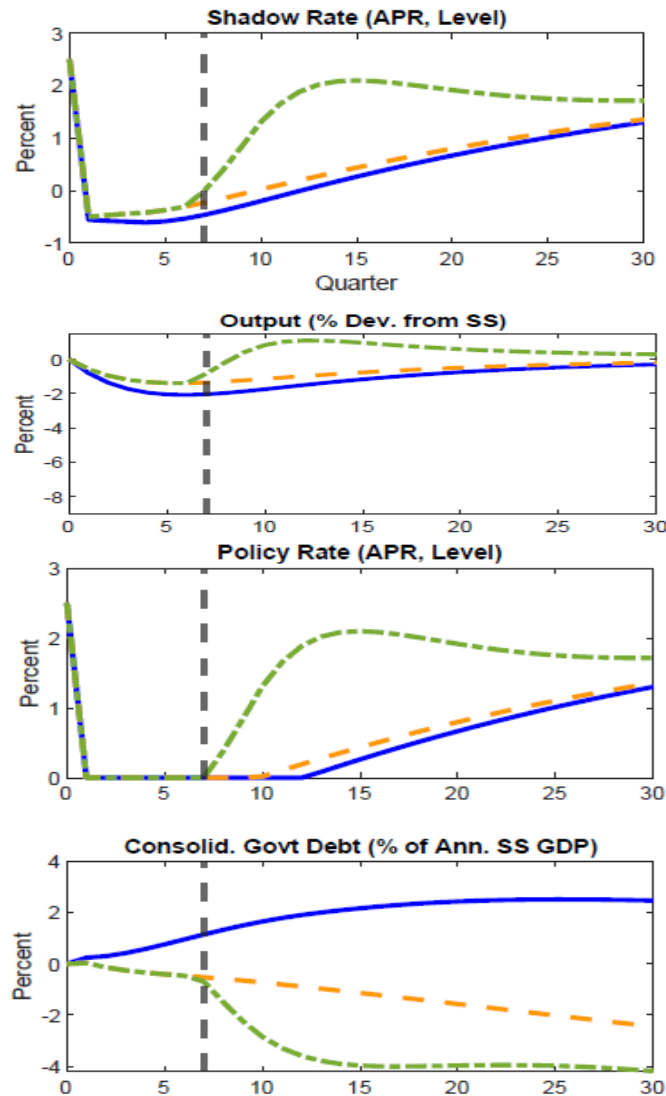 Shadow Rate (APR, Level)
3
2
1
0
-1
Percent
0 5 10 15 20 25 30
Quarter
Output (% Dev. from SS)
0
-2
-4
-6
-8
Percent
0 5 10 15 20 25 30
Policy Rate (APR, Level)
3
2
1
0
Percent
0 5 10 15 20 25 30
Consolid. Govt Debt (% of Ann. SS GDP)
4
2
0
-2
-4
Percent
0 5 10 15 20 25 30